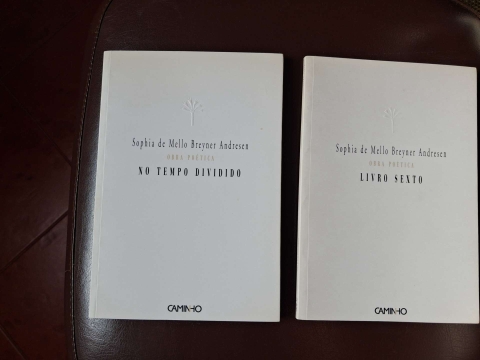 Sophia de Mello Breyner Andresen
OBRA POÉTICA
NO TEMPO DIVIDIDO
CAMINHO
Sophia de Mello Breyner Andresen
OBRA POÉTICA
LIVRO SEXTO
CAMINHO